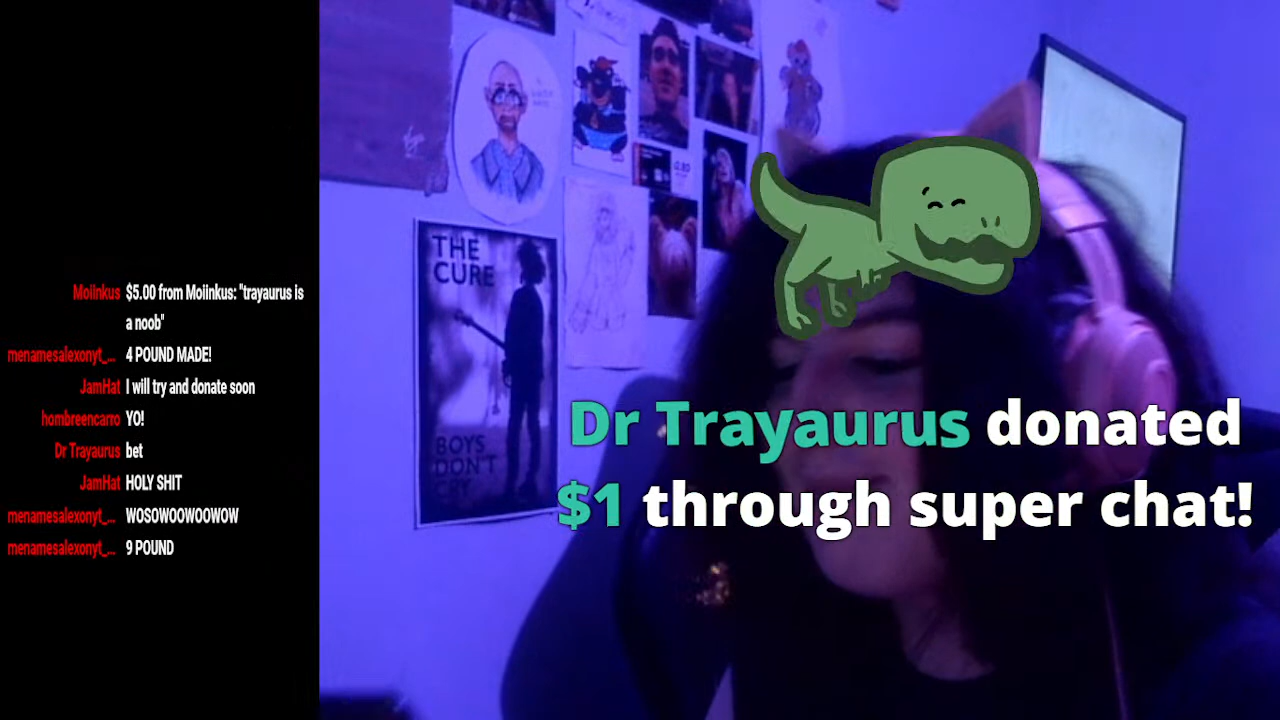 Moiinkus $5.00 from Moiinkus: "trayaurus is
a noob"
menamesalexonyt_... 4 POUND MADE!
JamHat I will try and donate soon
hombreencarro YO!
Dr Trayaurus bet
JamHat HOLY SHIT
menamesalexonyt_... WOSOWOOWOOWOW
menamesalexonyt_... 9 POUND
THE
CURE
BOYS
DON'T
CRY
Dr Trayaurus donated
$1 through super chat!